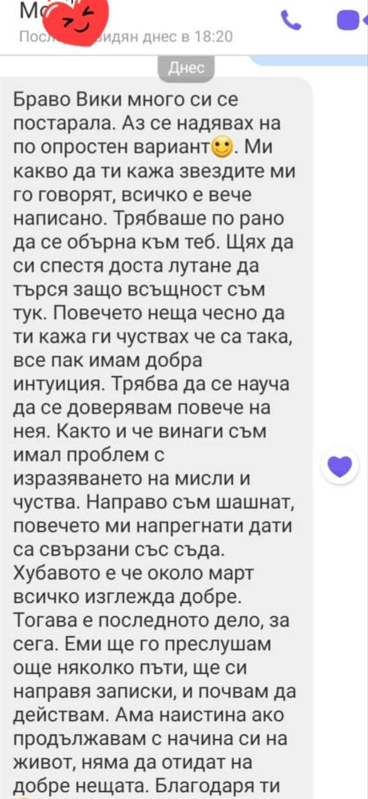 Последно видян днес в 18:20
Днес
Браво Вики много си се
постарала. Аз се надявах на
по опростен вариант🙂. Ми
какво да ти кажа звездите ми
го говорят, всичко е вече
написано. Трябваше по рано
да се обърна към теб. Щях да
си спестя доста лутане да
търся защо всъщност съм
тук. Повечето неща чесно да
ти кажа ги чуствах че са така,
все пак имам добра
интуиция. Трябва да се науча
да се доверявам повече на
нея. Както и че винаги съм
имал проблем с
изразяването на мисли и
чуства. Направо съм шашнат,
повечето ми напрегнати дати
са свързани със съда.
Хубавото е че около март
всичко изглежда добре.
Тогава е последното дело, за
сега. Еми ще го преслушам
още няколко пъти, ще си
направя записки, и почвам да
действам. Ама наистина ако
продължавам с начина си на
живот, няма да отидат на
добре нещата. Благодаря ти